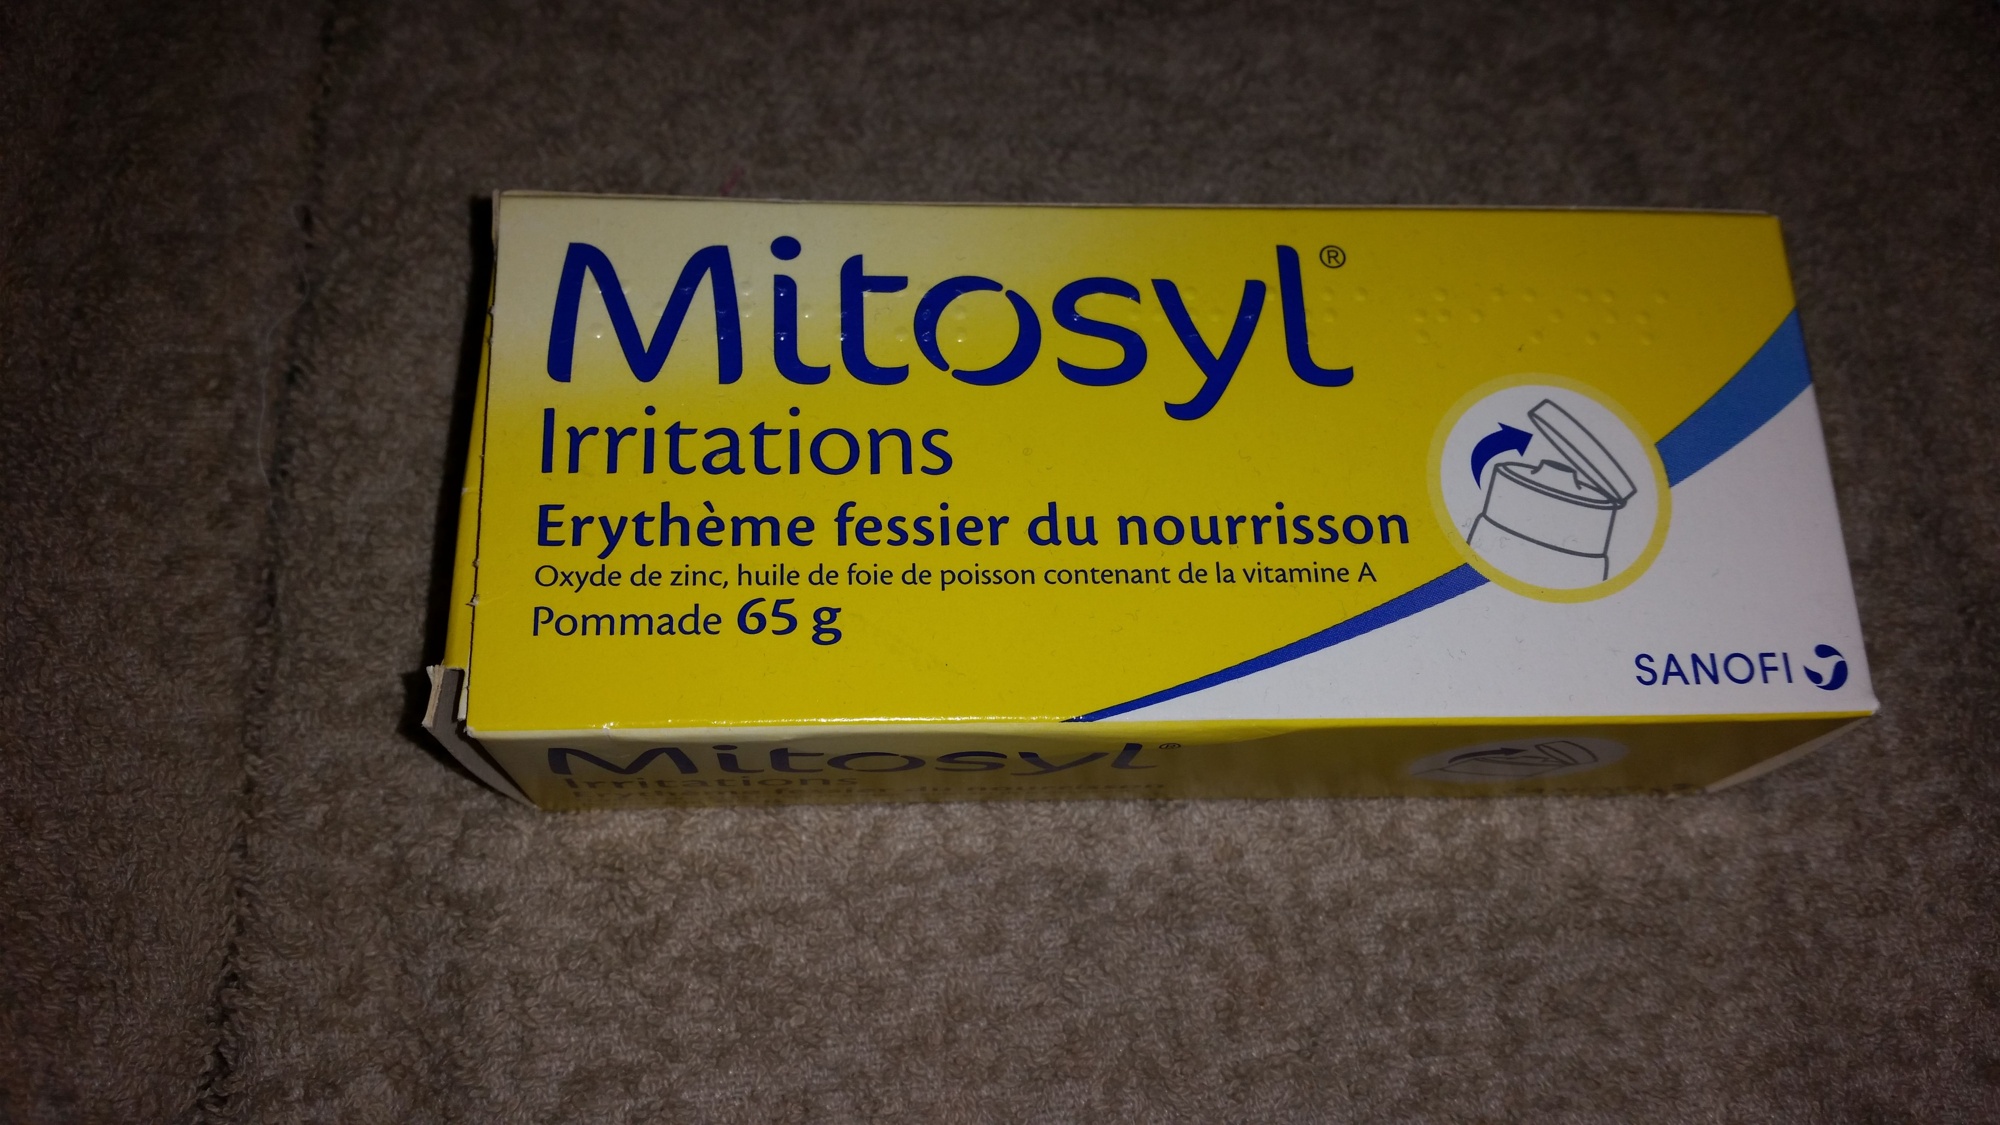 Mitosyl®
Irritations
Erythème fessier du nourrisson
Oxyde de zinc, huile de foie de poisson contenant de la vitamine A
Pommade 65 g
SANOFI
Mitosyl®
Irritations